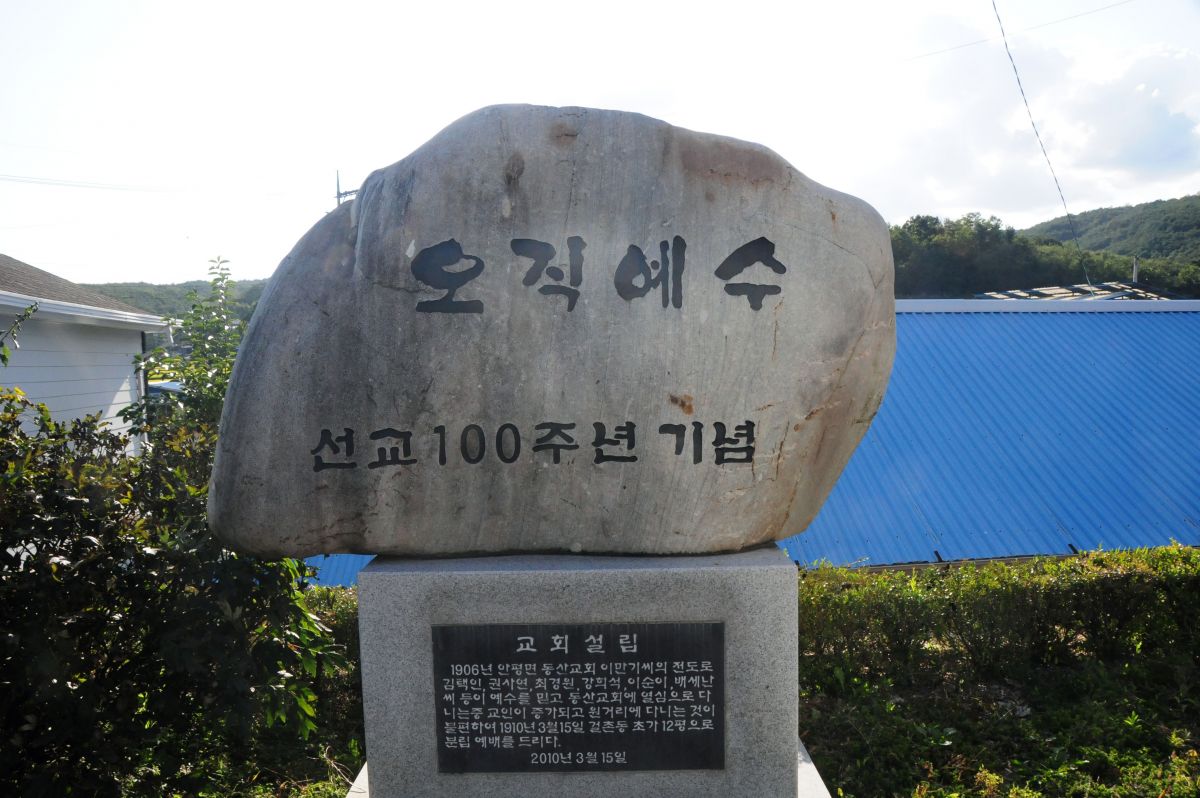 오직예수
선교100주년 기념
교회설립
1906년 안평면 동산교회 이만기씨의 전도로
김택인, 권사연, 최경원, 강희석, 이순이, 배세난
씨 등이 예수를 믿고 동산교회에 열심으로 다
니는중 교인이 증가되고 원거리에 다니는 것이
불편하여 1910년 3월15일 걸촌동 초가 12평으로
분립 예배를 드리다.
2010년 3월 15일